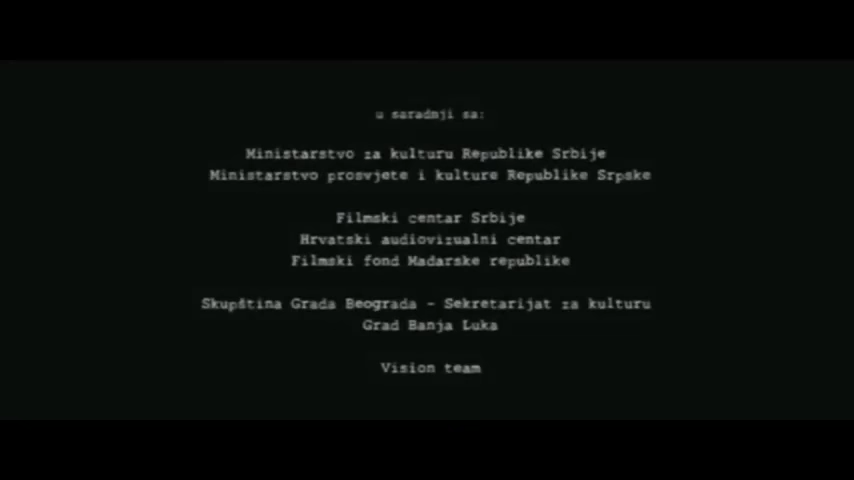 u saradnji sa:
Ministarstvo za kulturu Republike Srbije
Ministarstvo prosvjete i kulture Republike Srpske
Filmski centar Srbije
Hrvatski audiovizualni centar
Filmski fond Mađarske republike
Skupština Grada Beograda - Sekretarijat za kulturu
Grad Banja Luka
Vision team